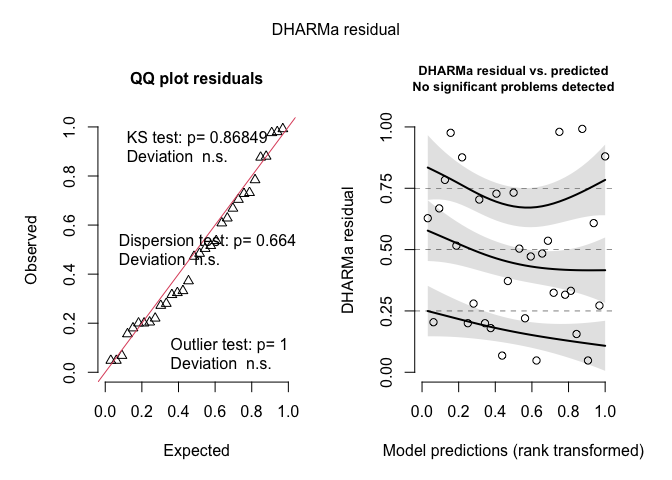 DHARMa residual
QQ plot residuals
KS test: p= 0.86849
Deviation n.s.
Dispersion test: p= 0.664
Deviation n.s.
Outlier test: p= 1
Deviation n.s.
Observed
0.0 0.2 0.4 0.6 0.8 1.0
0.0 0.2 0.4 0.6 0.8 1.0
Expected
DHARMa residual vs. predicted
No significant problems detected
DHARMa residual
0.00 0.25 0.50 0.75 1.00
0.0 0.2 0.4 0.6 0.8 1.0
Model predictions (rank transformed)